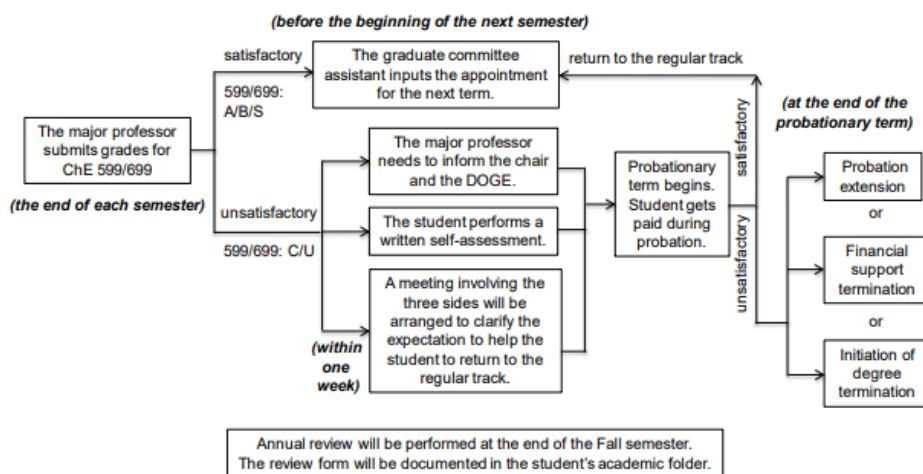 (before the beginning of the next semester)
satisfactory
The graduate committee
assistant inputs the appointment
for the next term.
return to the regular track
599/699:
A/B/S
(at the end of the
probationary term)
The major professor
submits grades for
ChE 599/699
(the end of each semester)
unsatisfactory
599/699: C/U
The major professor
needs to inform the chair
and the DOGE.
The student performs a
written self-assessment.
A meeting involving the
three sides will be
arranged to clarify the
expectation to help the
student to return to the
regular track.
(within
one
week)
Probationary
term begins.
Student gets
paid during
probation.
satisfactory
unsatisfactory
Probation
extension
or
Financial
support
termination
or
Initiation of
degree
termination
Annual review will be performed at the end of the Fall semester.
The review form will be documented in the student's academic folder.